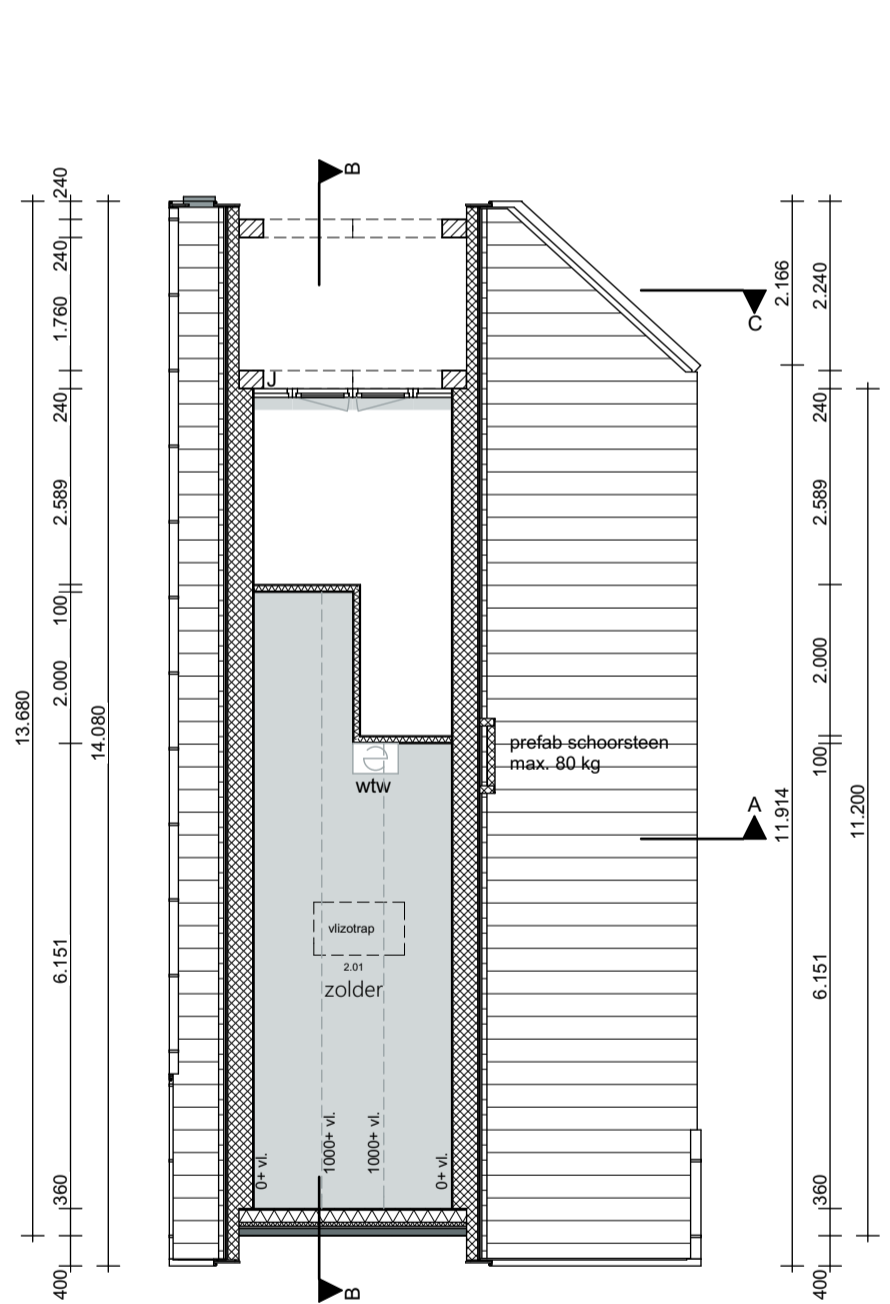 B
240
240
1.760
240
2.589
100
2.000
6.151
360
400
13.680
14.080
J
2.166
2.240
C
240
2.589
2.000
100
6.151
360
400
11.914
11.200
prefab schoorsteen
max. 80 kg
A
wtw
vlizotrap
2.01
zolder
0+ vl.
1000+ vl.
1000+ vl.
0+ vl.
B